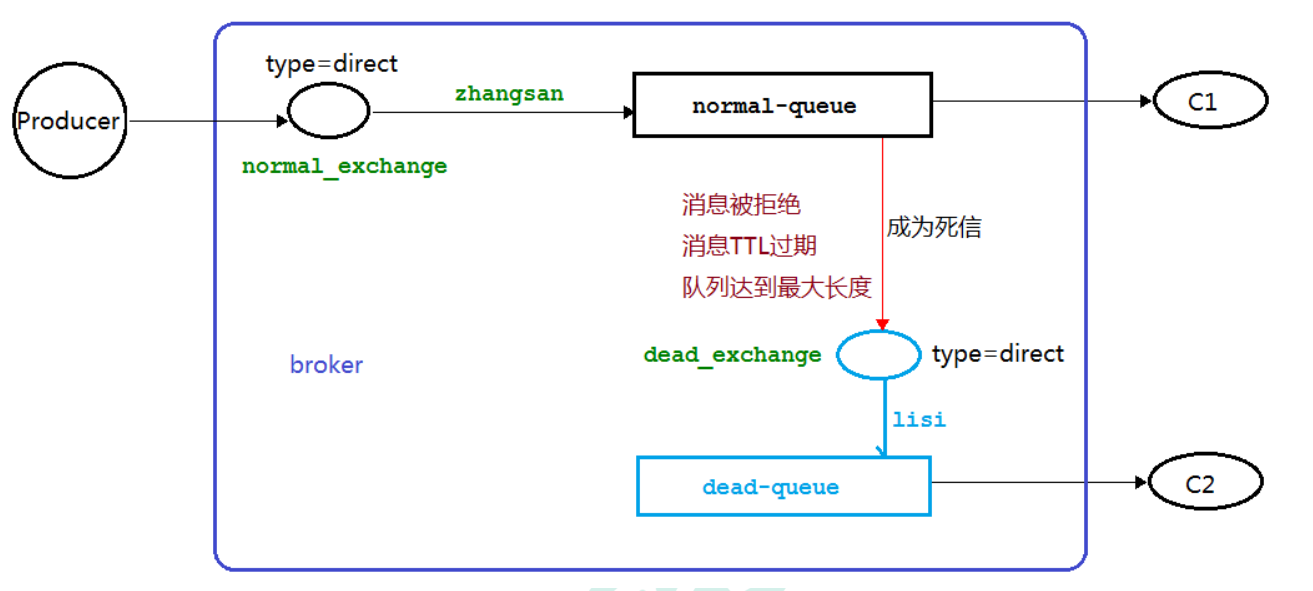 type=direct
Producer
zhangsan
normal-queue
C1
normal_exchange
消息被拒绝
消息TTL过期
队列达到最大长度
成为死信
dead_exchange
type=direct
broker
lisi
dead-queue
C2